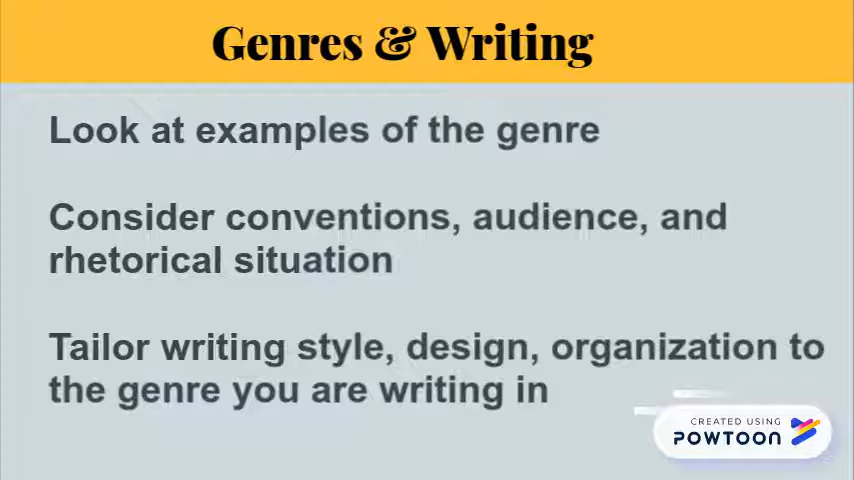 Genres & Writing
Look at examples of the genre
Consider conventions, audience, and
rhetorical situation
Tailor writing style, design, organization to
the genre you are writing in
CREATED USING
POWTOON